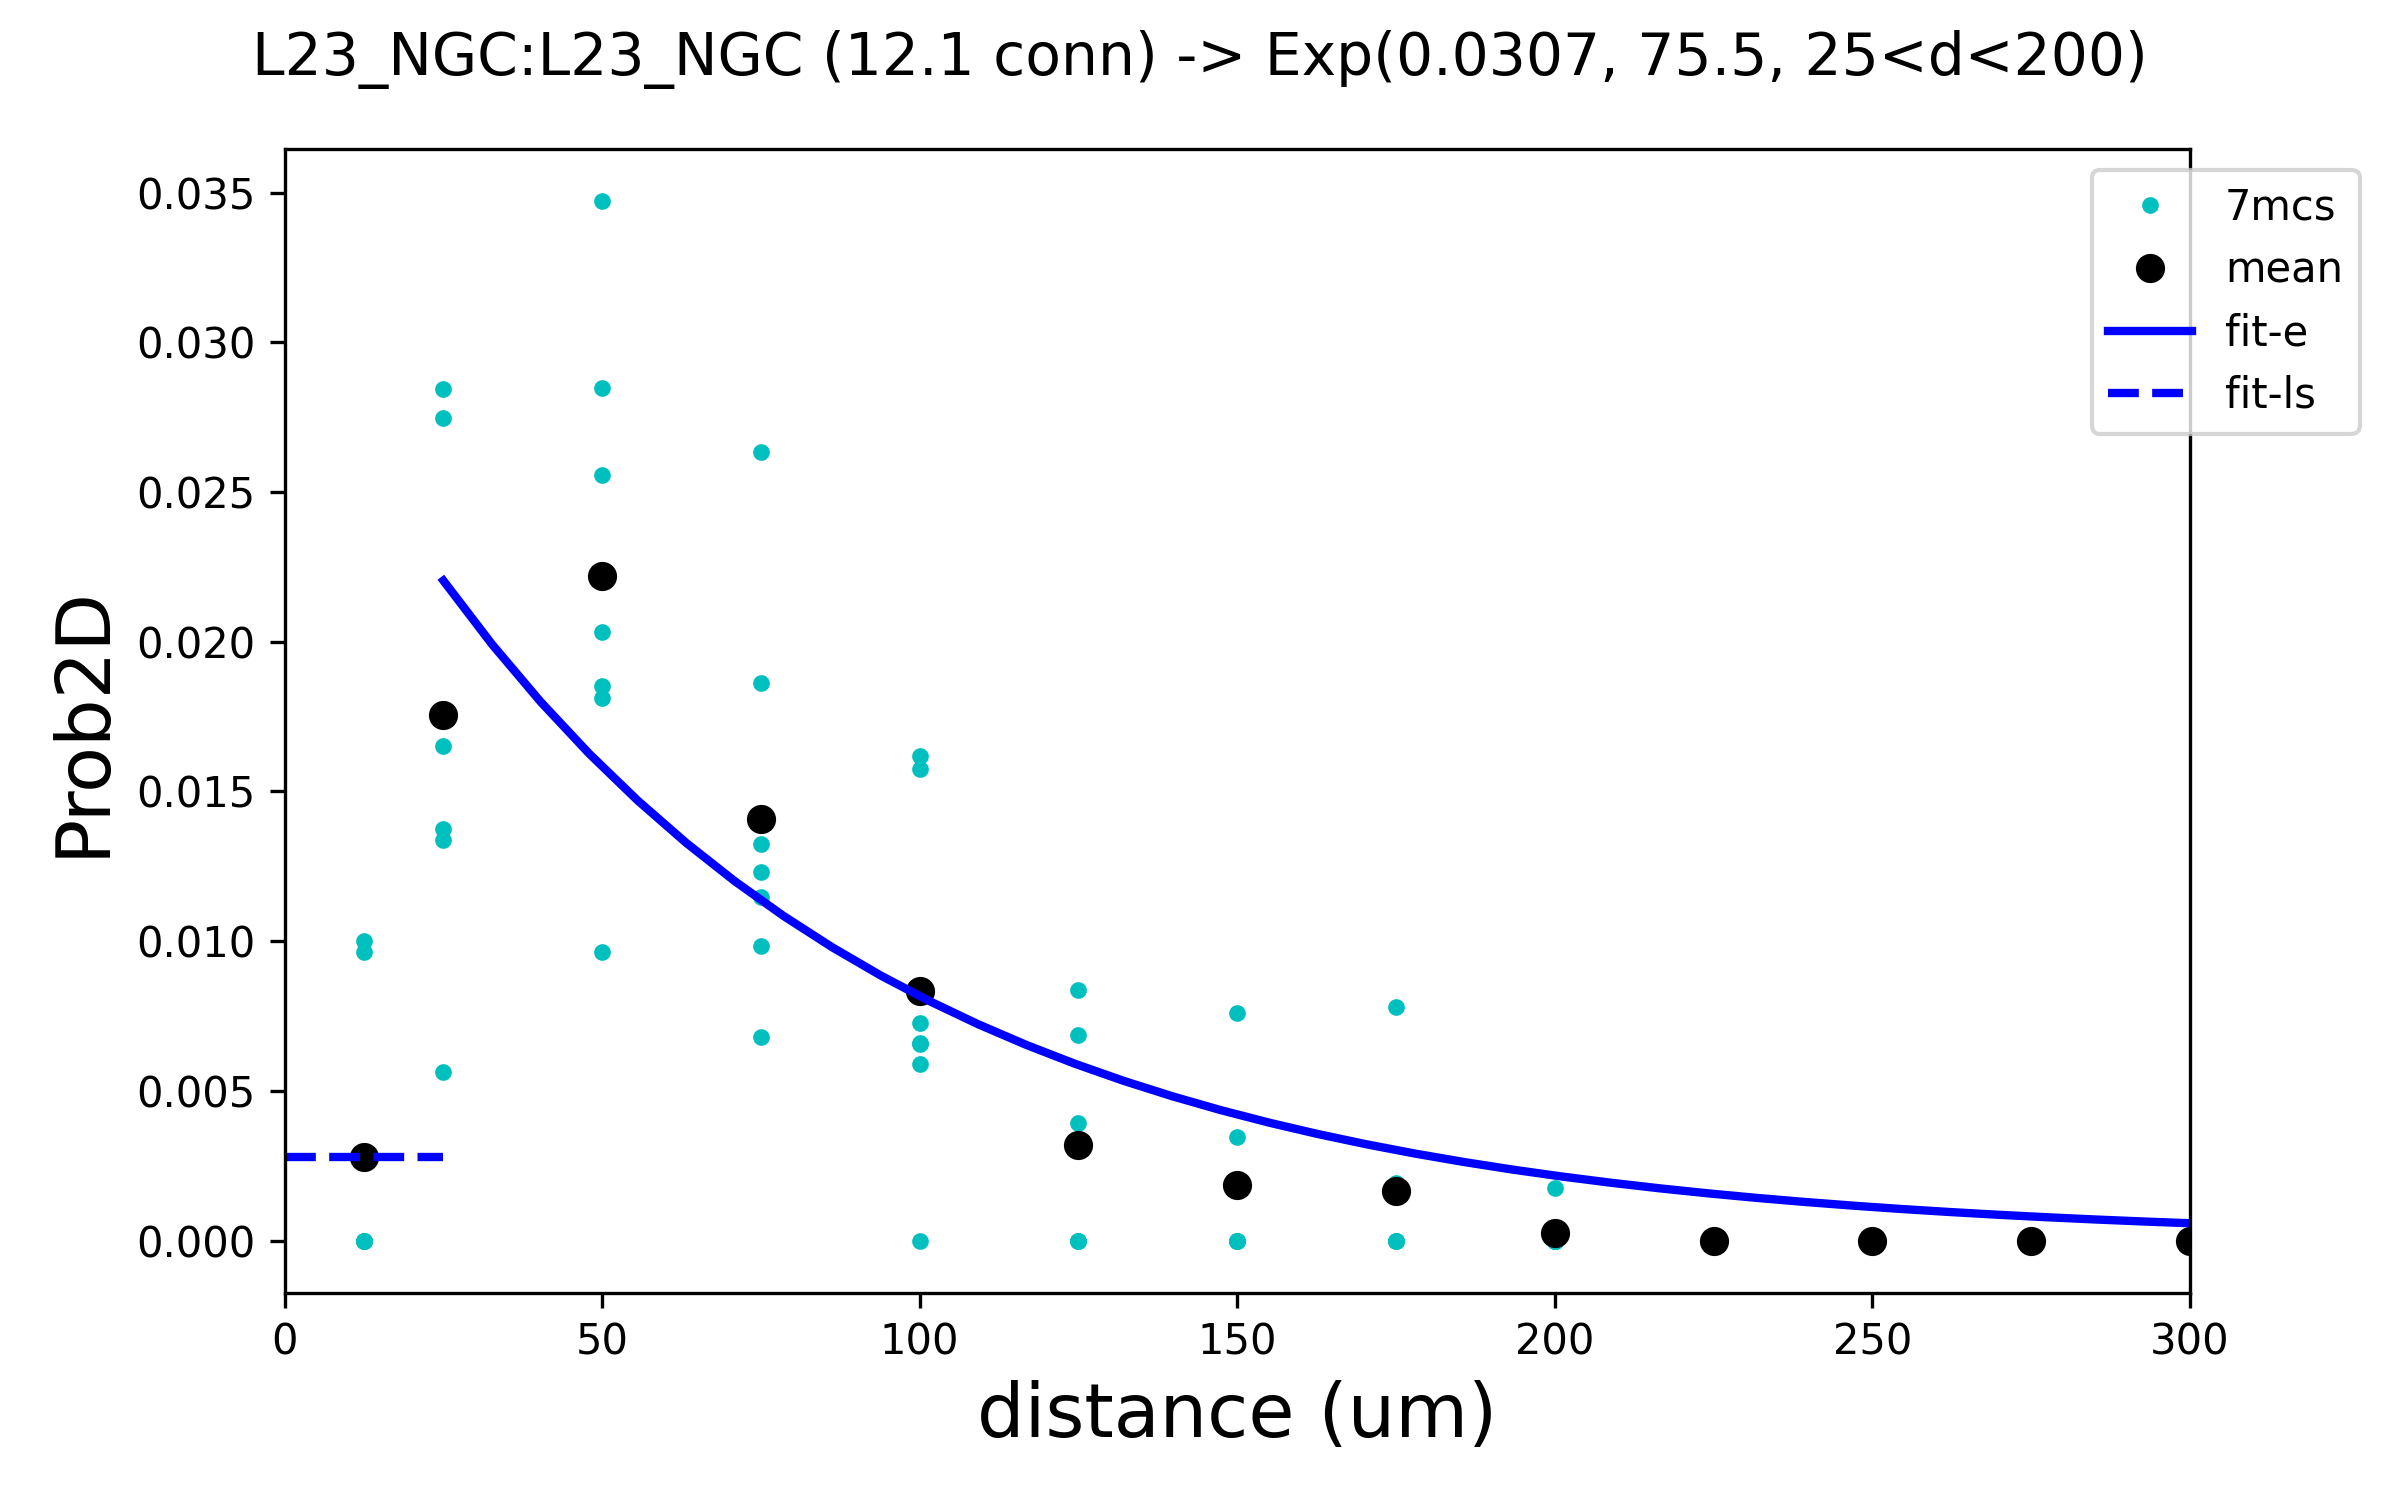 L23_NGC:L23_NGC (12.1 conn) -> Exp(0.0307, 75.5, 25<d<200)
7mcs
mean
fit-e
fit-ls
Prob2D
0.035
0.030
0.025
0.020
0.015
0.010
0.005
0.000
0 50 100 150 200 250 300
distance (um)